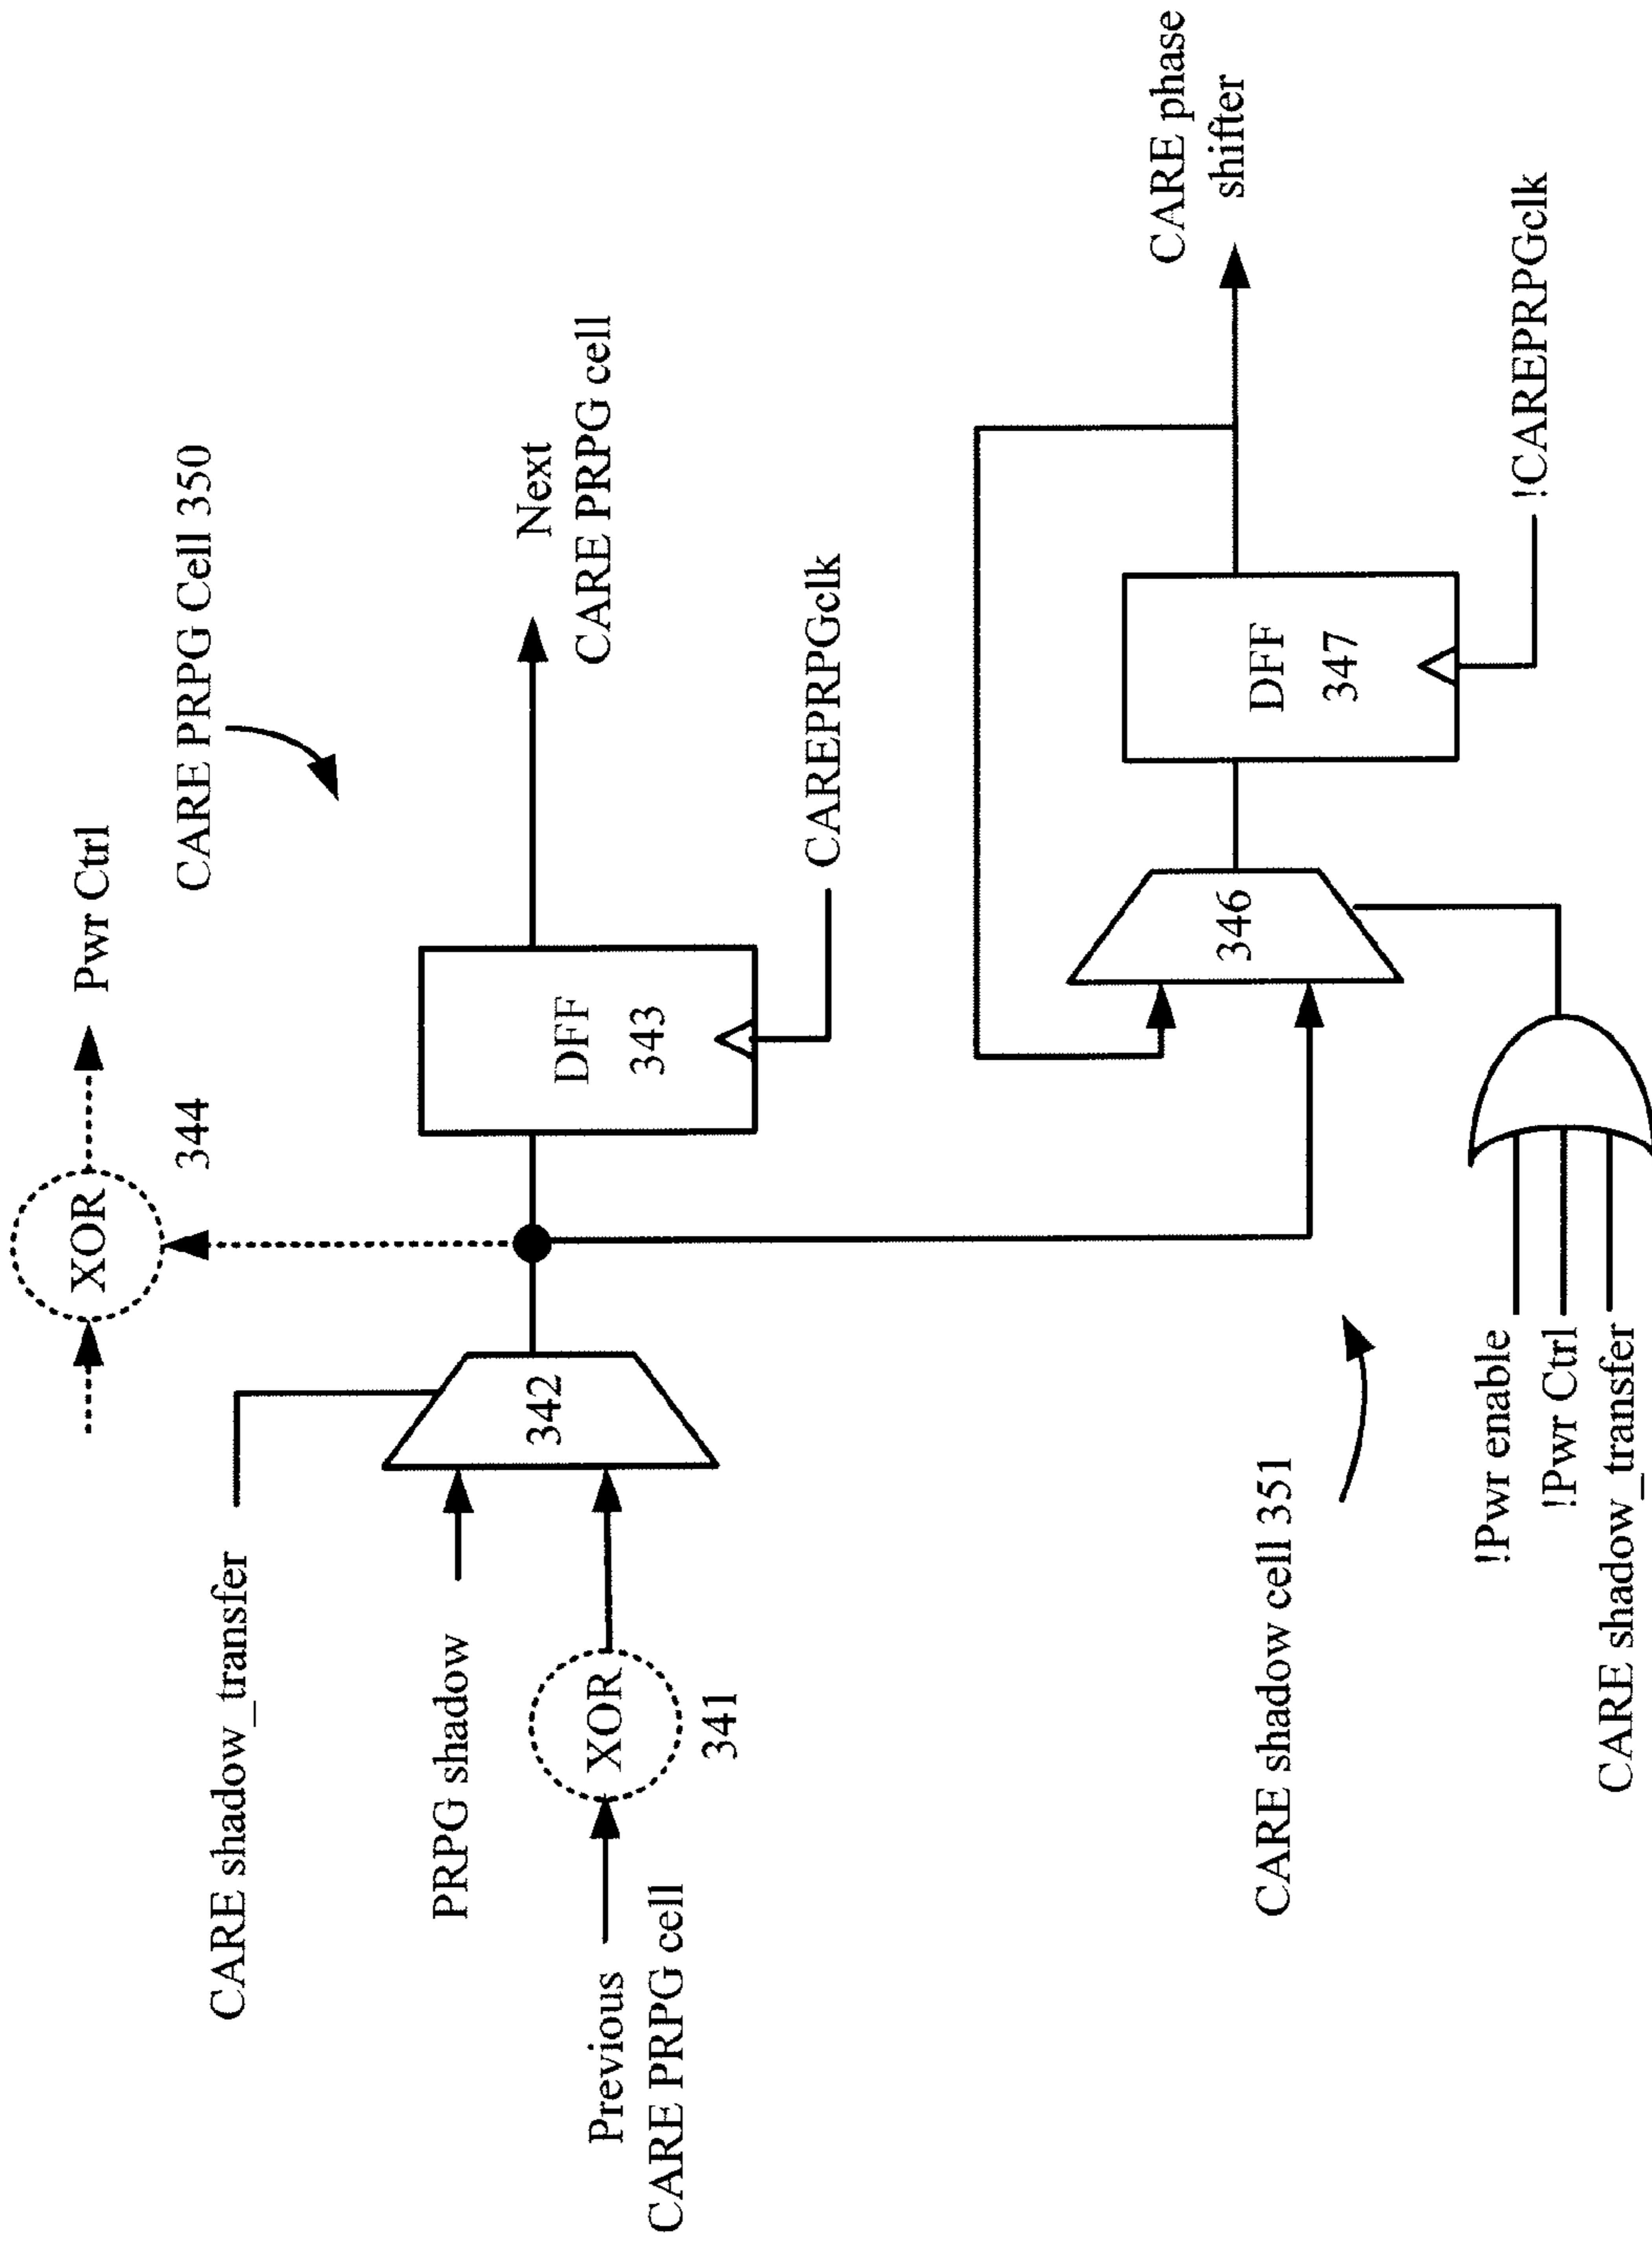 XOR
Pwr Ctrl
344
CARE PRPG Cell 350
CARE shadow_transfer
PRPG shadow
Previous
CARE PRPG cell
XOR
341
342
DFF
343
Next
CARE PRPG cell
CAREPRPGclk
CARE shadow cell 351
346
DFF
347
CARE phase
shifter
!CAREPRPGclk
!Pwr enable
!Pwr Ctrl
CARE shadow_transfer